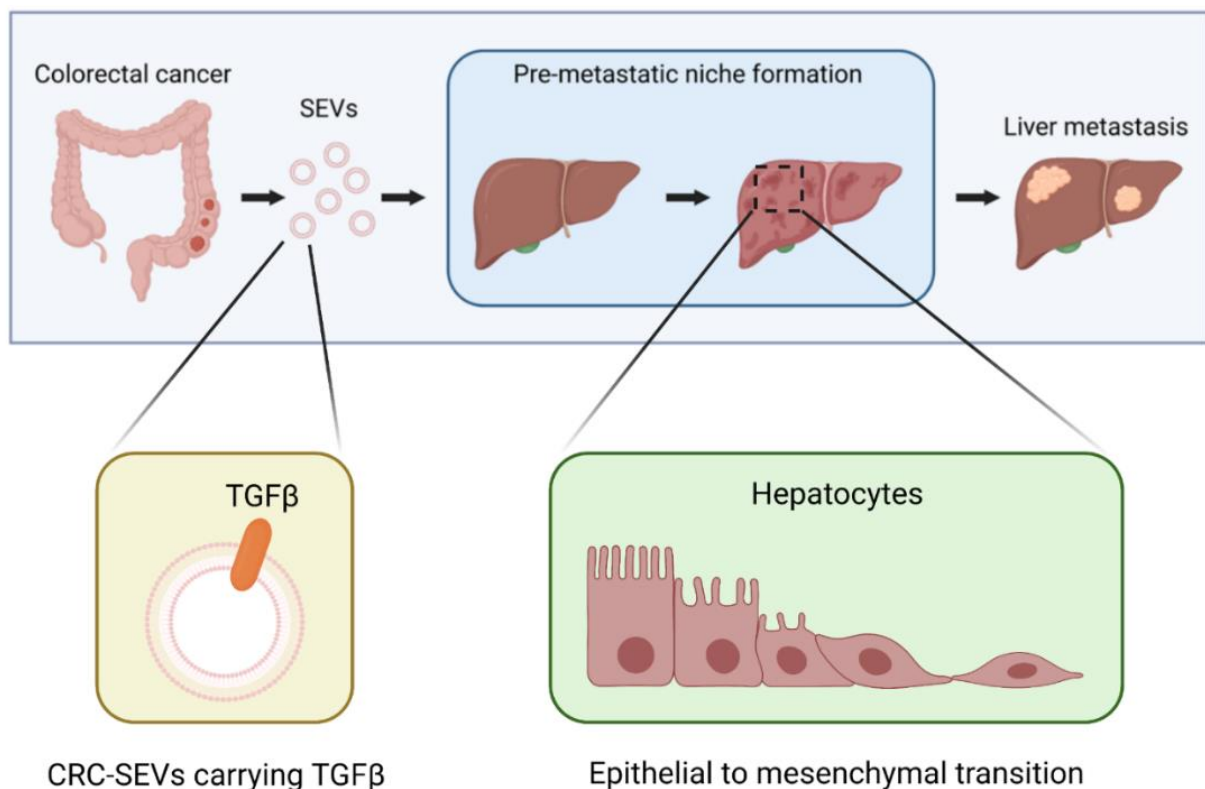 Colorectal cancer
SEVs
Pre-metastatic niche formation
Liver metastasis
TGFβ
Hepatocytes
CRC-SEVs carrying TGFβ
Epithelial to mesenchymal transition